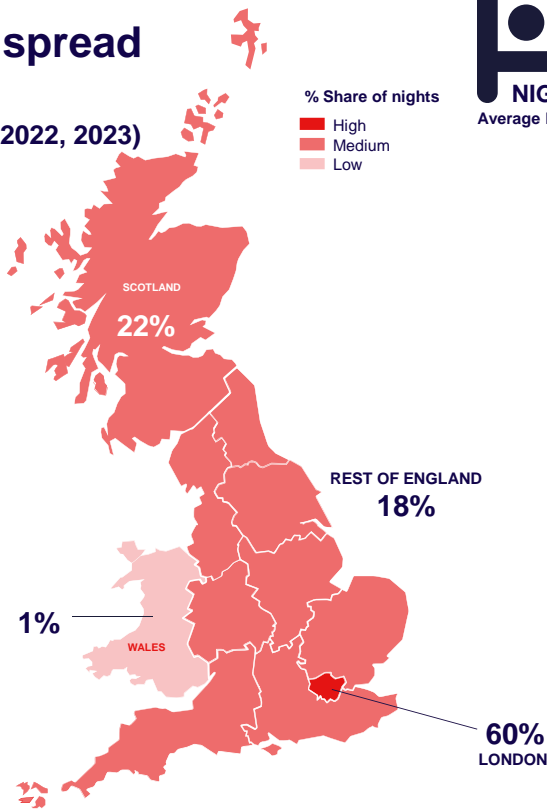 spread
2022, 2023)
% Share of nights
High
Medium
Low
NIG
Average
SCOTLAND
22%
REST OF ENGLAND
18%
1%
WALES
60%
LONDON